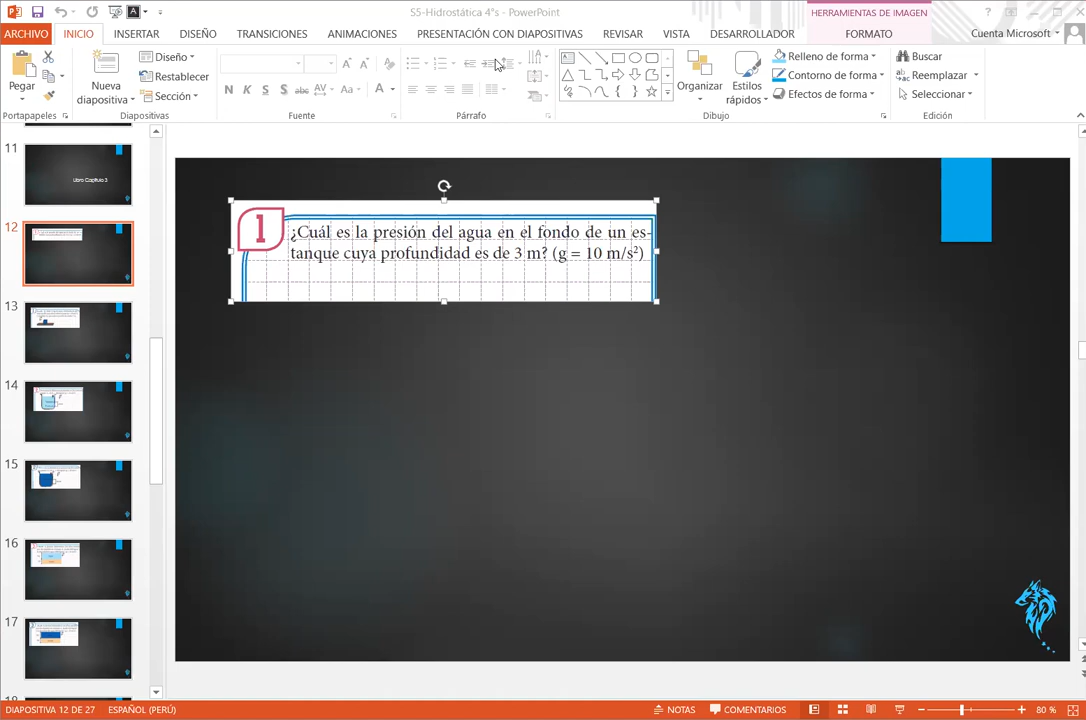 S5-Hidrostática 4°s - PowerPoint
HERRAMIENTAS DE IMAGEN
ARCHIVO INICIO INSERTAR DISEÑO TRANSICIONES ANIMACIONES PRESENTACIÓN CON DIAPOSITIVAS REVISAR VISTA DESARROLLADOR FORMATO Cuenta Microsoft
Pegar
Nueva diapositiva
Diseño
Restablecer
Sección
N K S S abc AV Aa A
Organizar
Estilos rápidos
Relleno de forma
Contorno de forma
Efectos de forma
Buscar
Reemplazar
Seleccionar
Portapapeles Diapositivas Fuente Párrafo Dibujo Edición
11
Libro Capitulo 3
12
13
14
15
16
17
1
¿Cuál es la presión del agua en el fondo de un es-
tanque cuya profundidad es de 3 m? (g = 10 m/s²)
DIAPOSITIVA 12 DE 27 ESPAÑOL (PERÚ) NOTAS COMENTARIOS 80 %